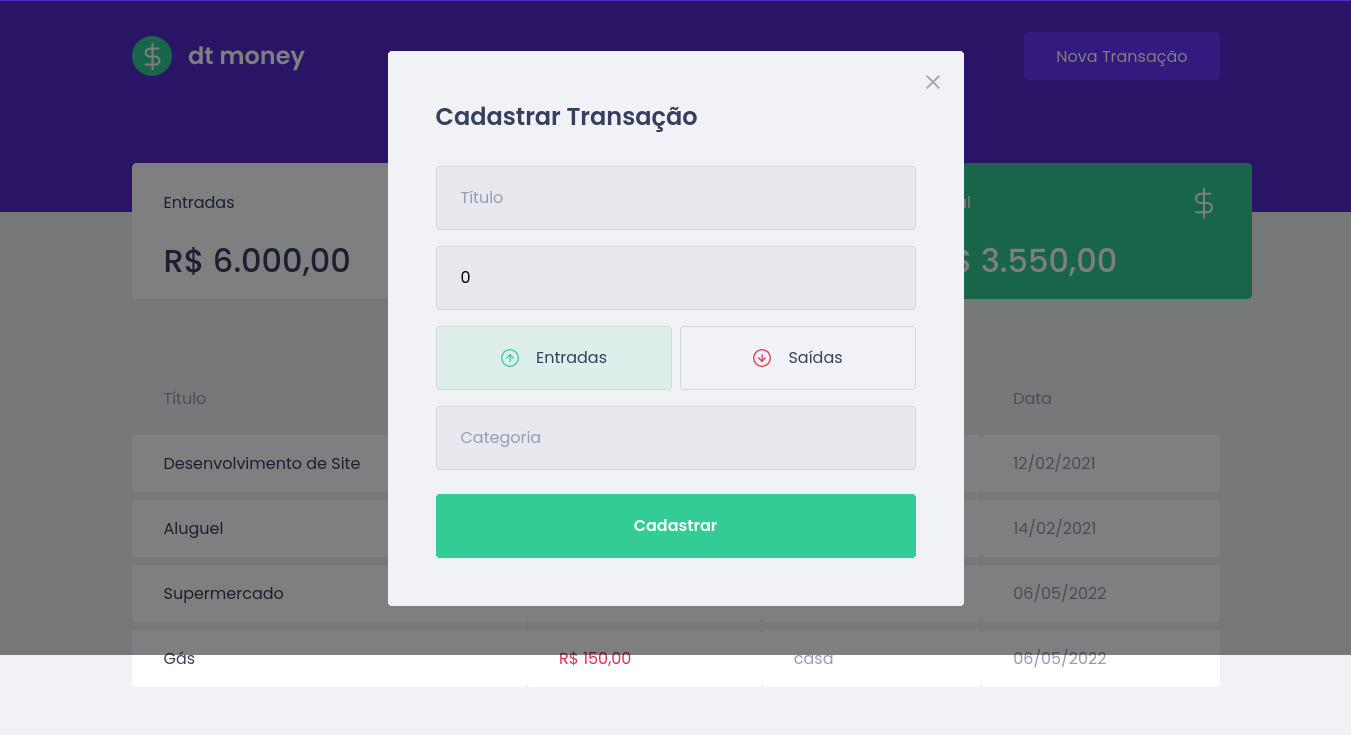 dt money
Nova Transação
Cadastrar Transação
Entradas
R$ 6.000,00
3.550,00
Título
0
Entradas Saídas
Categoria
Cadastrar
Título
Data
Desenvolvimento de Site
12/02/2021
Aluguel
14/02/2021
Supermercado
06/05/2022
Gás
R$ 150,00
casa
06/05/2022